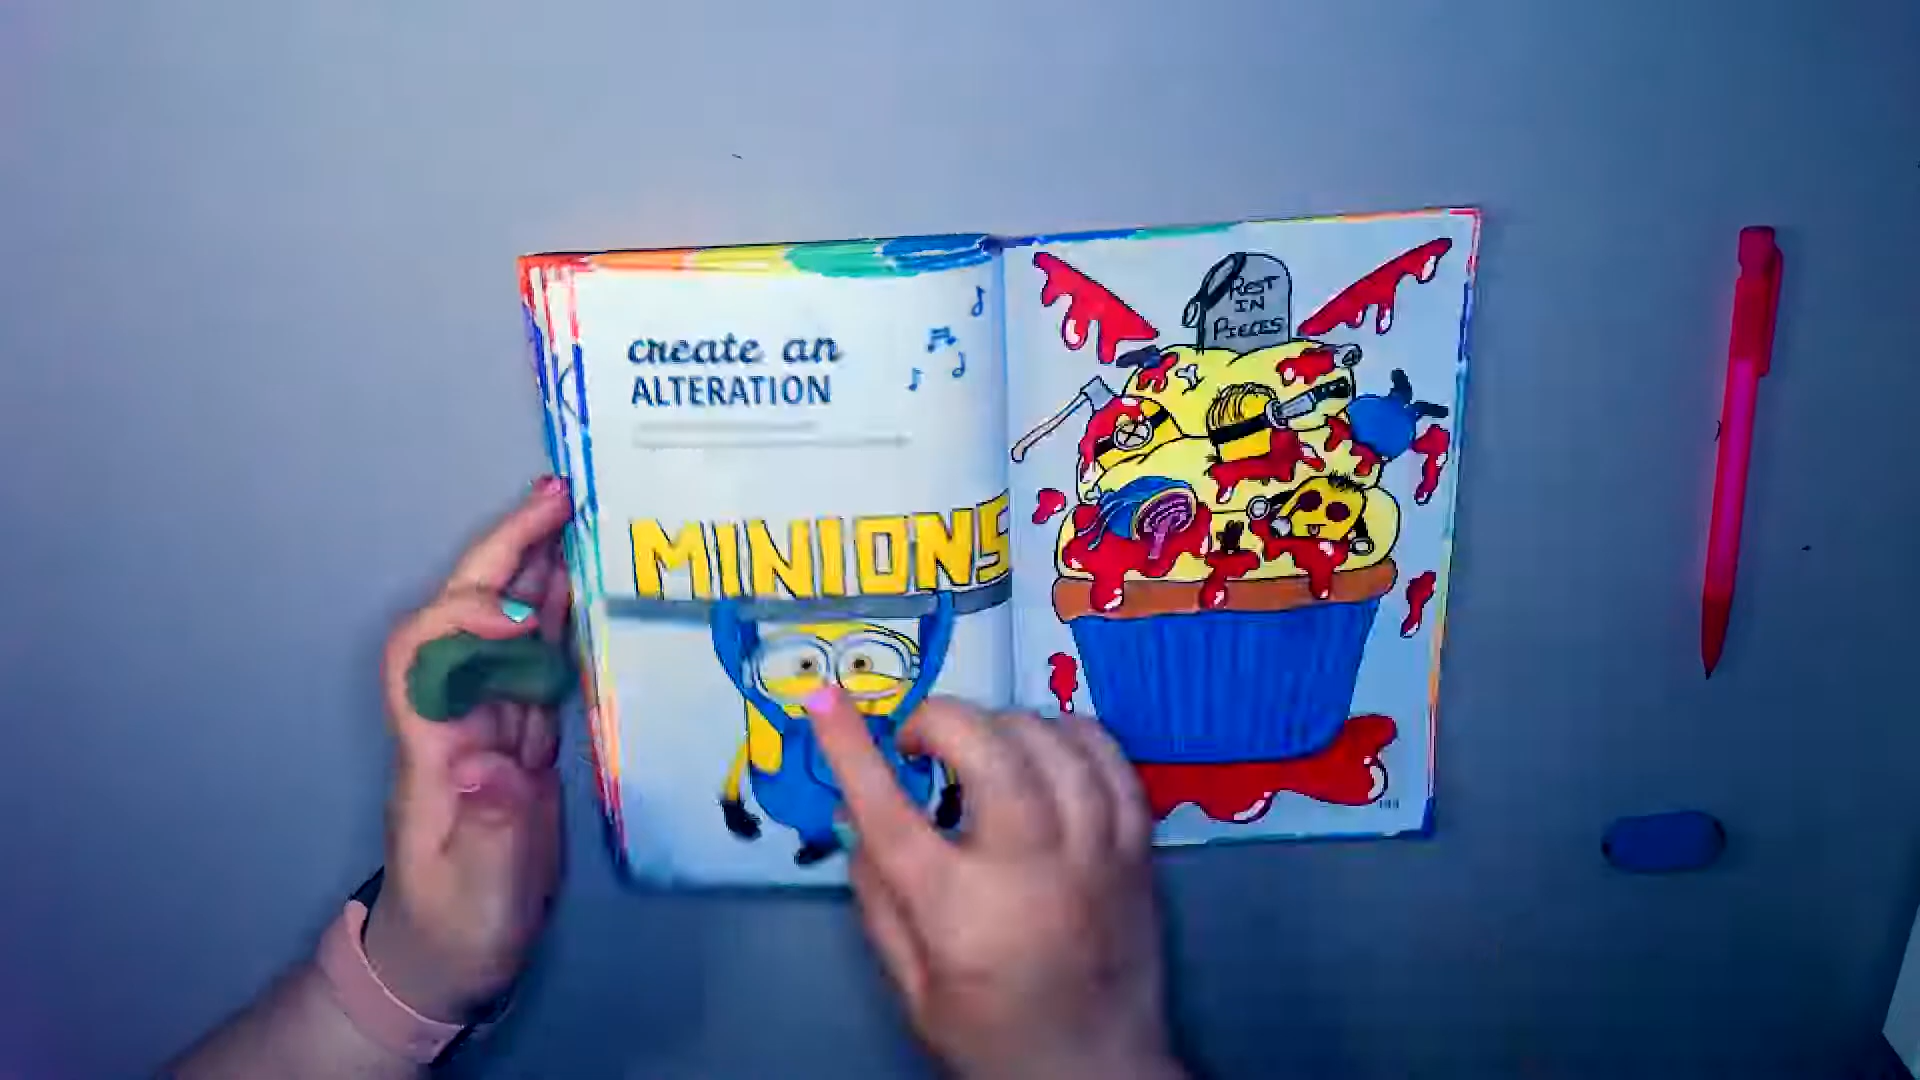 create an
ALTERATION
MINIONS
REST
IN
PIECES